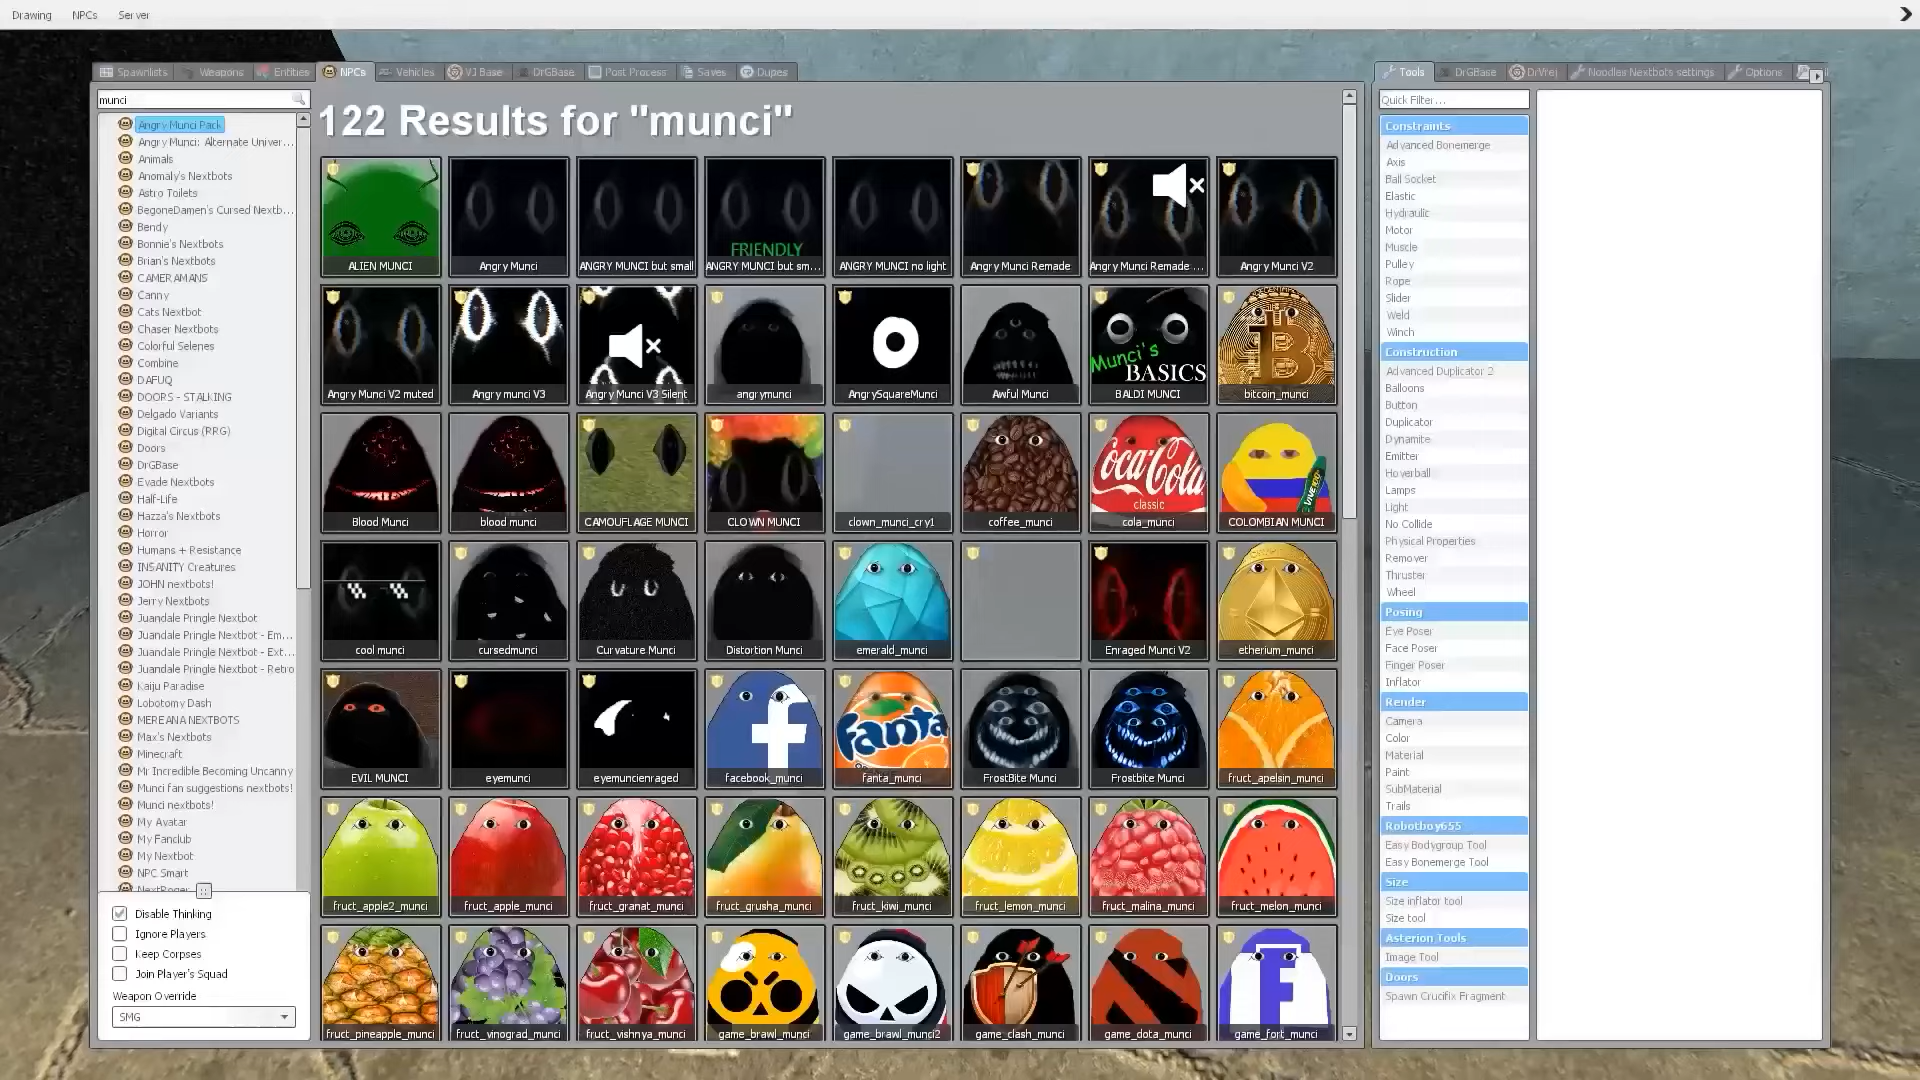 Drawing NPCs Server
Spawnlists Weapons Entities NPCs Vehicles VJ Base DrGBase Post Process Saves Dupes
Tools DrGBase DrVrej Noodles Nextbots settings Options
munci
122 Results for "munci"
Quick Filter...
Angry Munci Pack
Angry Munci: Alternate Univer...
Animals
Anomaly's Nextbots
Astro Toilets
BegoneDamen's Cursed Nextb...
Bendy
Bonnie's Nextbots
Brian's Nextbots
CAMERAMANS
Canny
Cats Nextbot
Chaser Nextbots
Colorful Selenes
Combine
DAFUQ
DOORS - STALKING
Delgado Variants
Digital Circus (RRG)
Doors
DrGBase
Evade Nextbots
Half-Life
Hazza's Nextbots
Horror
Humans + Resistance
INSANITY Creatures
JOHN nextbots!
Jerry Nextbots
Juandale Pringle Nextbot
Juandale Pringle Nextbot - Em...
Juandale Pringle Nextbot - Ext...
Juandale Pringle Nextbot - Retro
Kaiju Paradise
Lobotomy Dash
MEREANA NEXTBOTS
Max's Nextbots
Minecraft
Mr Incredible Becoming Uncanny
Munci fan suggestions nextbots!
Munci nextbots!
My Avatar
My Fanclub
My Nextbot
NPC Smart
Disable Thinking
Ignore Players
Keep Corpses
Join Player's Squad
Weapon Override
SMG
FRIENDLY
ALIEN MUNCI Angry Munci ANGRY MUNCI but small ANGRY MUNCI but sm... ANGRY MUNCI no light Angry Munci Remade Angry Munci Remade ... Angry Munci V2
Munci's
BASICS
B
Angry Munci V2 muted Angry munci V3 Angry Munci V3 Silent angrymunci AngrySquareMunci Awful Munci BALDI MUNCI bitcoin_munci
Coca-Cola
classic
VIVE100
Blood Munci blood munci CAMOUFLAGE MUNCI CLOWN MUNCI clown_munci_cry1 coffee_munci cola_munci COLOMBIAN MUNCI
cool munci cursedmunci Curvature Munci Distortion Munci emerald_munci Enraged Munci V2 etherium_munci
f
fanta
EVIL MUNCI eyemunci eyemuncienraged facebook_munci fanta_munci FrostBite Munci Frostbite Munci fruct_apelsin_munci
fruct_apple2_munci fruct_apple_munci fruct_granat_munci fruct_grusha_munci fruct_kiwi_munci fruct_lemon_munci fruct_malina_munci fruct_melon_munci
F
fruct_pineapple_munci fruct_vinograd_munci fruct_vishnya_munci game_brawl_munci game_brawl_munci2 game_clash_munci game_dota_munci game_fort_munci
Constraints
Advanced Bonemerge
Axis
Ball Socket
Elastic
Hydraulic
Motor
Muscle
Pulley
Rope
Slider
Weld
Winch
Construction
Advanced Duplicator 2
Balloons
Button
Duplicator
Dynamite
Emitter
Hoverball
Lamps
Light
No Collide
Physical Properties
Remover
Thruster
Wheel
Posing
Eye Poser
Face Poser
Finger Poser
Inflator
Render
Camera
Color
Material
Paint
SubMaterial
Trails
Robotboy655
Easy Bodygroup Tool
Easy Bonemerge Tool
Size
Size inflator tool
Size tool
Asterion Tools
Image Tool
Doors
Spawn Crucifix Fragment